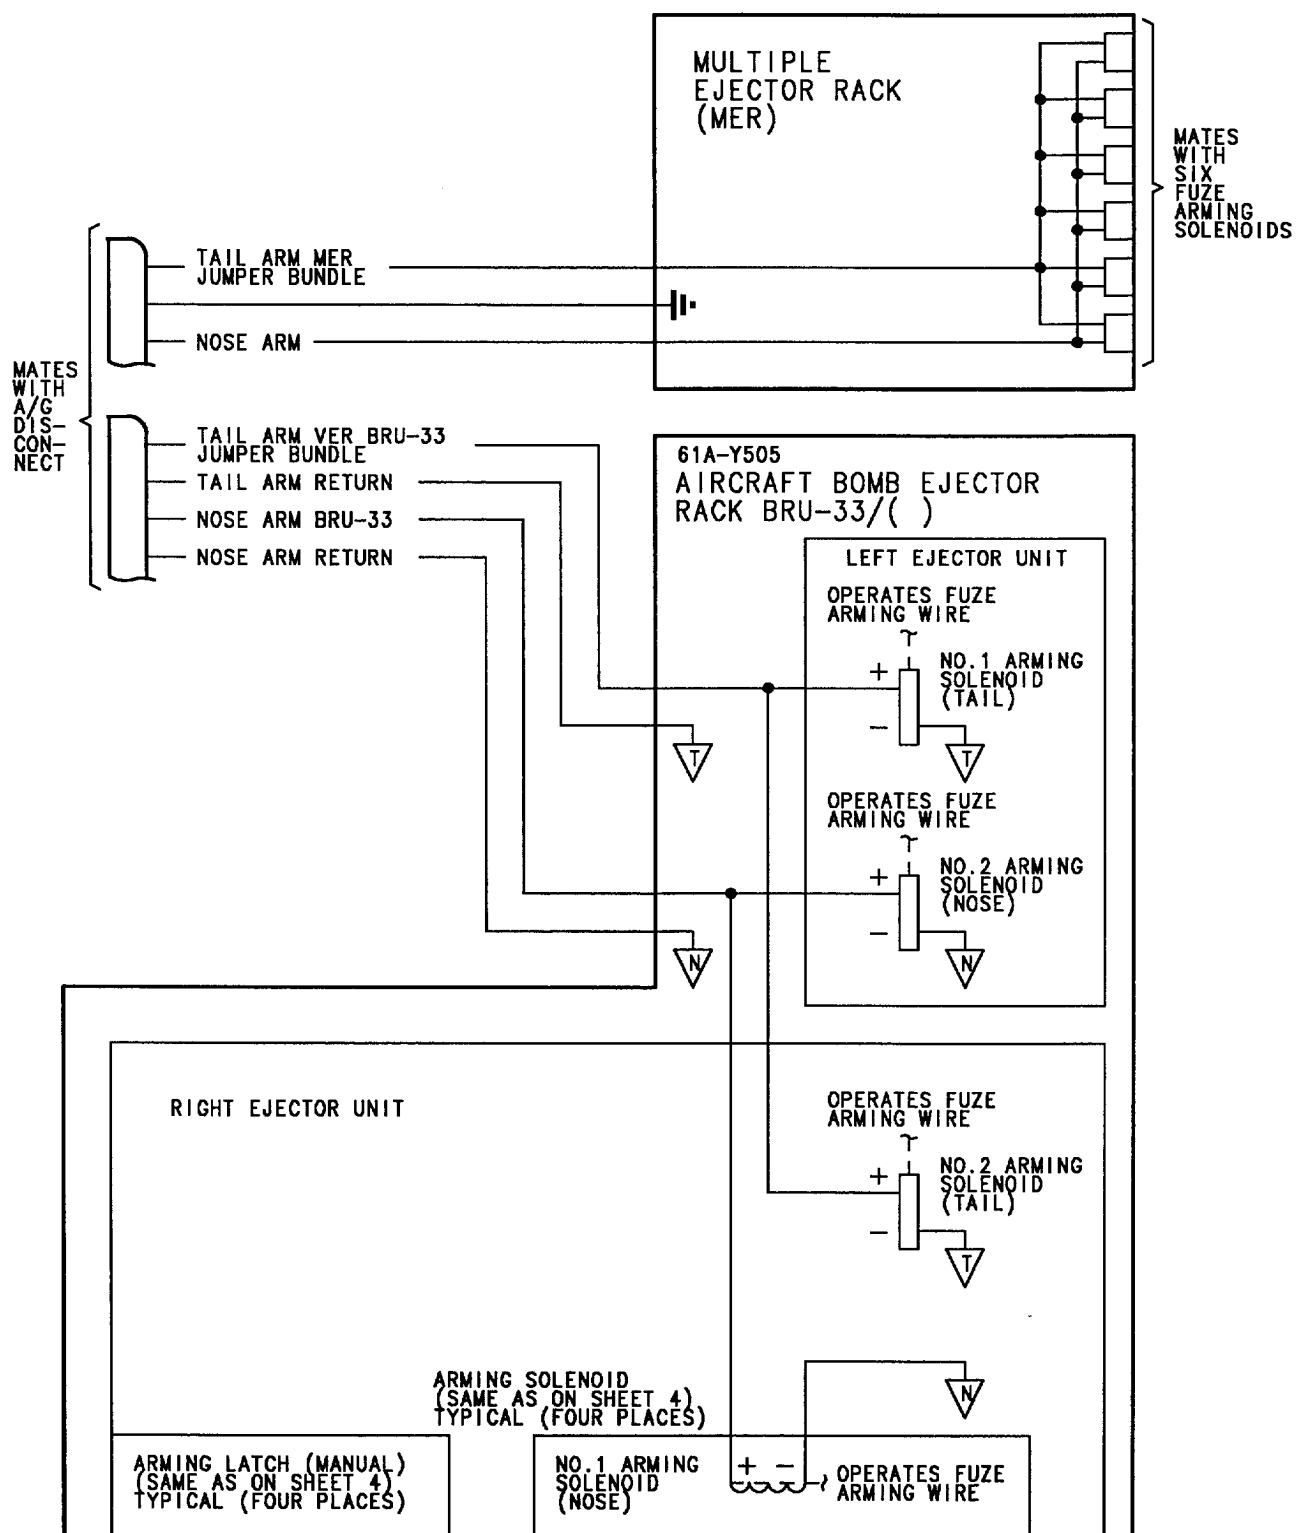 MULTIPLE
EJECTOR RACK
(MER)
MATES
WITH
SIX
FUZE
ARMING
SOLENOIDS
TAIL ARM MER
JUMPER BUNDLE
NOSE ARM
MATES
WITH
A/G
DIS-
CON-
NECT
TAIL ARM VER BRU-33
JUMPER BUNDLE
TAIL ARM RETURN
NOSE ARM BRU-33
NOSE ARM RETURN
61A-Y505
AIRCRAFT BOMB EJECTOR
RACK BRU-33/( )
LEFT EJECTOR UNIT
OPERATES FUZE
ARMING WIRE
+
NO.1 ARMING
SOLENOID
(TAIL)
−
T
T
OPERATES FUZE
ARMING WIRE
+
NO.2 ARMING
SOLENOID
(NOSE)
−
N
N
RIGHT EJECTOR UNIT
OPERATES FUZE
ARMING WIRE
+
NO.2 ARMING
SOLENOID
(TAIL)
−
T
ARMING SOLENOID
(SAME AS ON SHEET 4)
TYPICAL (FOUR PLACES)
N
ARMING LATCH (MANUAL)
(SAME AS ON SHEET 4)
TYPICAL (FOUR PLACES)
NO.1 ARMING
SOLENOID
(NOSE)
+ −
OPERATES FUZE
ARMING WIRE